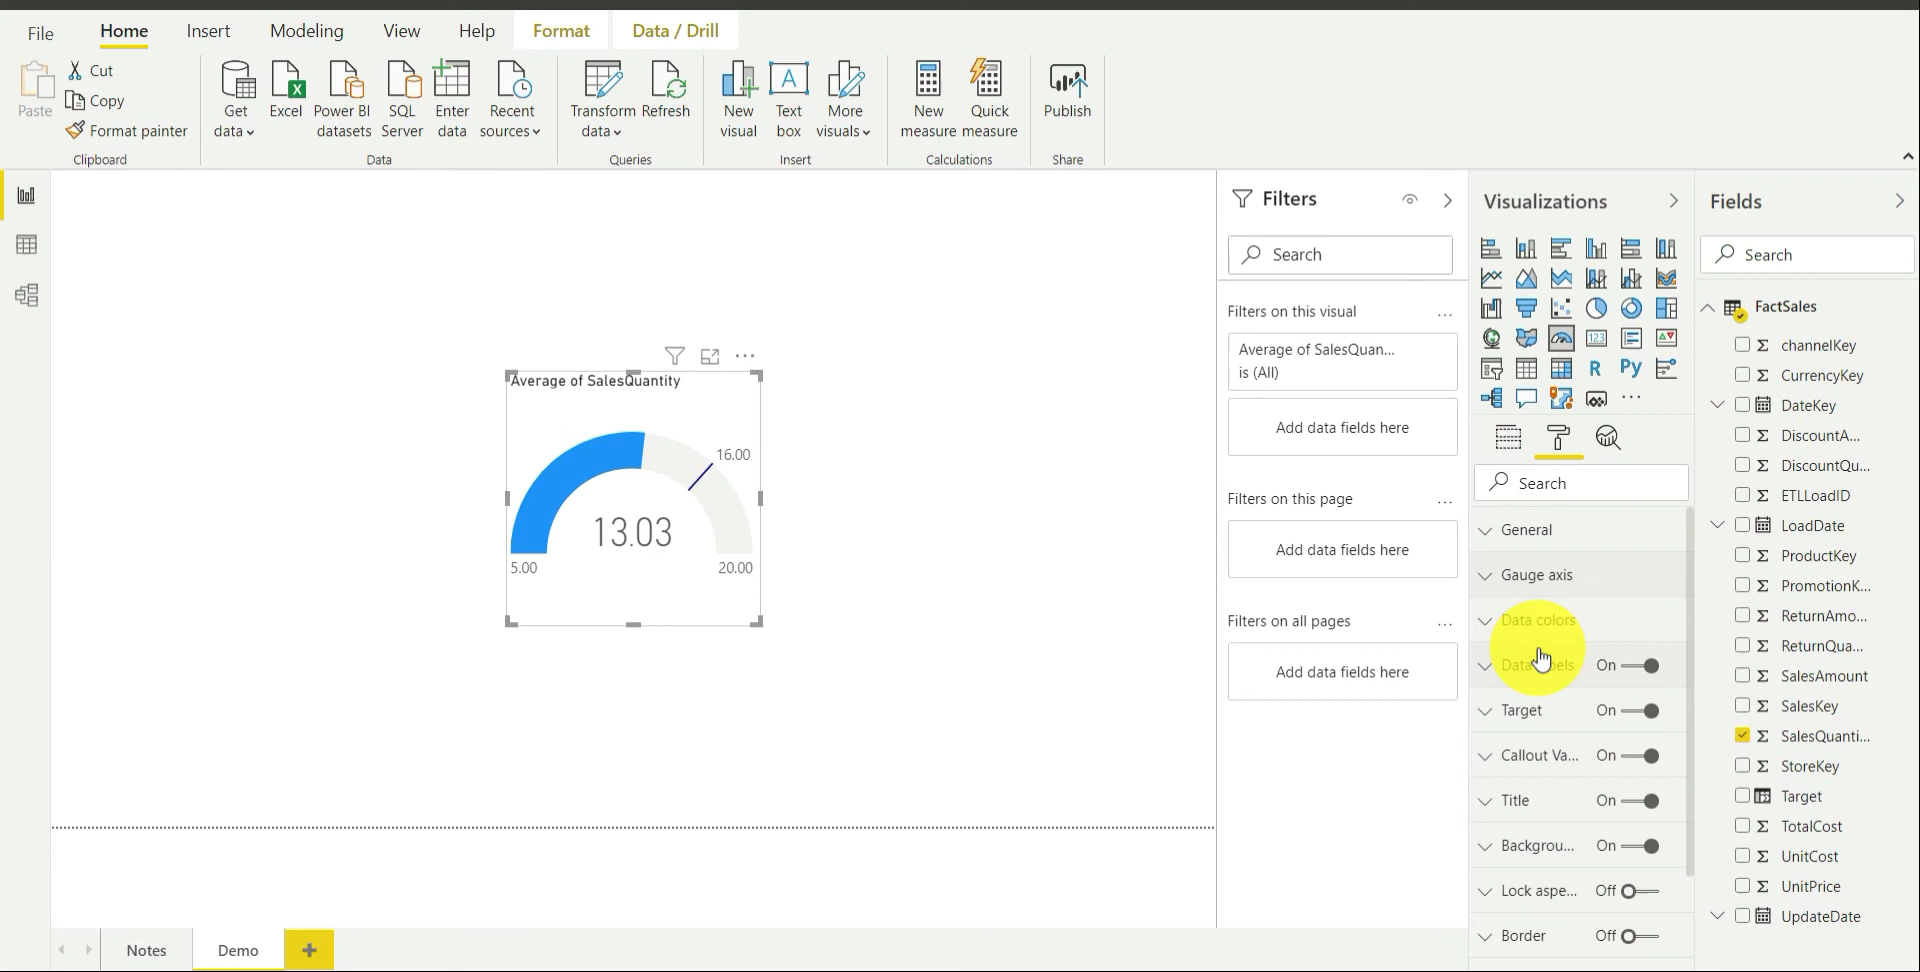 File
Home
Insert
Modeling
View
Help
Format
Data / Drill
Paste
Cut
Copy
Format painter
Clipboard
Get data
Excel
Power BI datasets
SQL Server
Enter data
Recent sources
Data
Transform data
Refresh
Queries
New visual
A
Text box
More visuals
Insert
New measure
Quick measure
Calculations
Publish
Share
Average of SalesQuantity
16.00
13.03
5.00
20.00
Filters
Search
Filters on this visual
...
Average of SalesQuan...
is (All)
Add data fields here
Filters on this page
...
Add data fields here
Filters on all pages
...
Add data fields here
Visualizations
123
R
Py
...
Search
General
Gauge axis
Data colors
Data labels On
Target On
Callout Va... On
Title On
Backgrou... On
Lock aspe... Off
Border Off
Fields
Search
FactSales
Σ channelKey
Σ CurrencyKey
DateKey
Σ DiscountA...
Σ DiscountQu...
Σ ETLLoadID
LoadDate
Σ ProductKey
Σ PromotionK...
Σ ReturnAmo...
Σ ReturnQua...
Σ SalesAmount
Σ SalesKey
Σ SalesQuanti...
Σ StoreKey
Target
Σ TotalCost
Σ UnitCost
Σ UnitPrice
UpdateDate
Notes
Demo
+